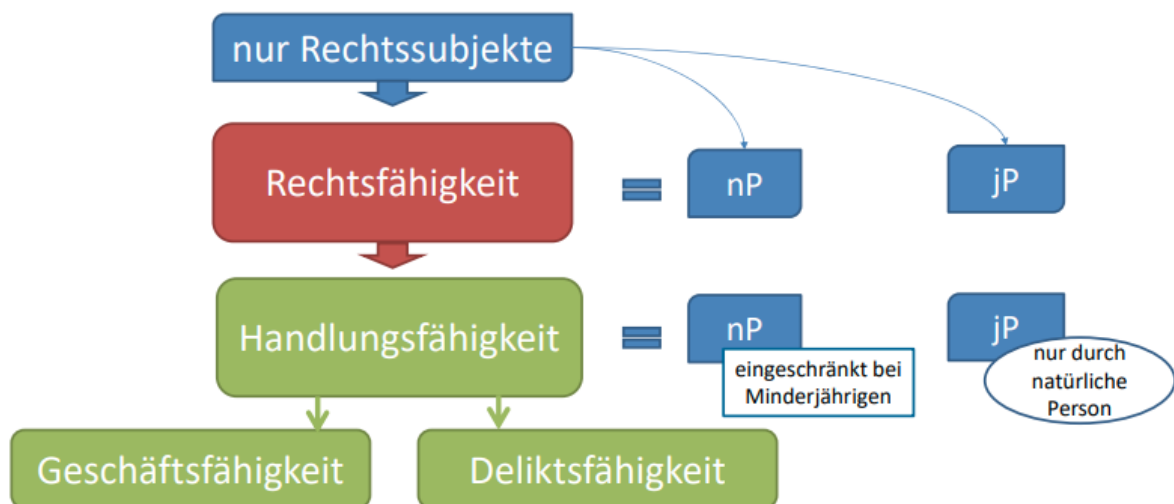 nur Rechtssubjekte
Rechtsfähigkeit
nP
jP
Handlungsfähigkeit
nP
jP
eingeschränkt bei
Minderjährigen
nur durch
natürliche
Person
Geschäftsfähigkeit
Deliktsfähigkeit